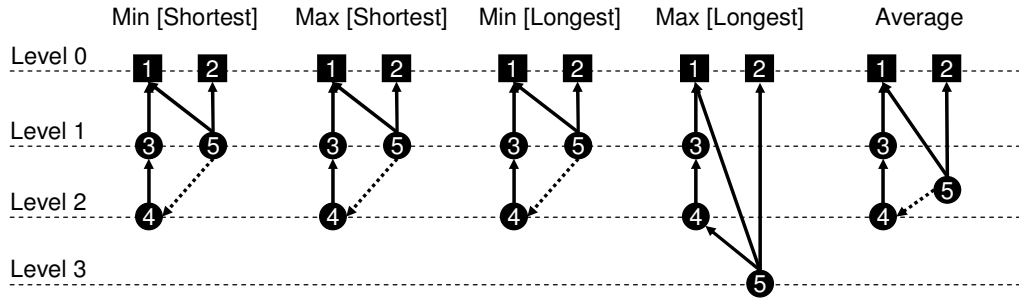 Min [Shortest] Max [Shortest] Min [Longest] Max [Longest] Average
Level 0
1 2 1 2 1 2 1 2 1 2
Level 1
3 5 3 5 3 5 3 3
5
Level 2
4 4 4 4 4
Level 3
5